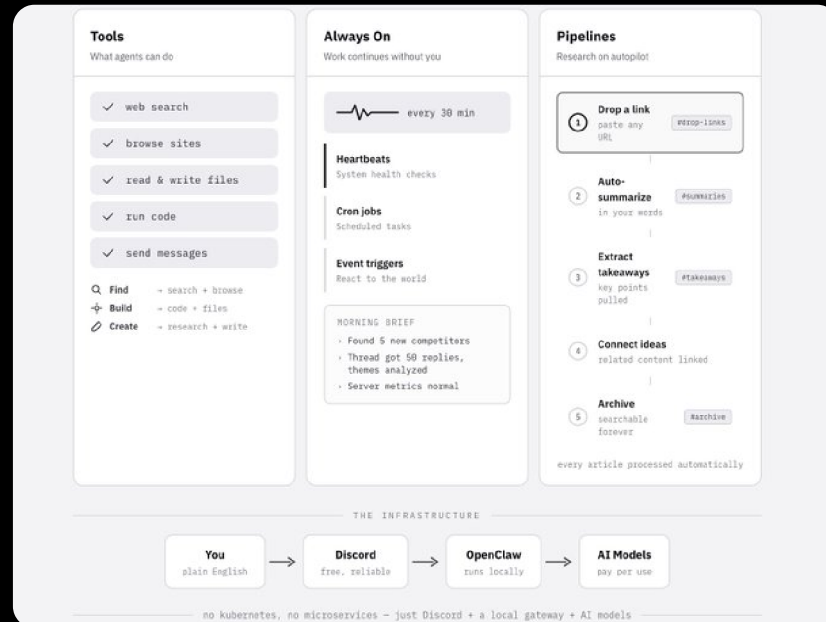 Tools
What agents can do
web search
browse sites
read & write files
run code
send messages
Find → search + browse
Build → code + files
Create → research + write
Always On
Work continues without you
every 30 min
Heartbeats
System health checks
Cron jobs
Scheduled tasks
Event triggers
React to the world
MORNING BRIEF
› Found 5 new competitors
› Thread got 50 replies,
themes analyzed
› Server metrics normal
Pipelines
Research on autopilot
1
Drop a link
paste any
URL
#drop-links
2
Auto-
summarize
in your words
#summaries
3
Extract
takeaways
key points
pulled
#takeaways
4
Connect ideas
related content linked
5
Archive
searchable
forever
#archive
every article processed automatically
THE INFRASTRUCTURE
You
plain English
Discord
free, reliable
OpenClaw
runs locally
AI Models
pay per use
no kubernetes, no microservices — just Discord + a local gateway + AI models